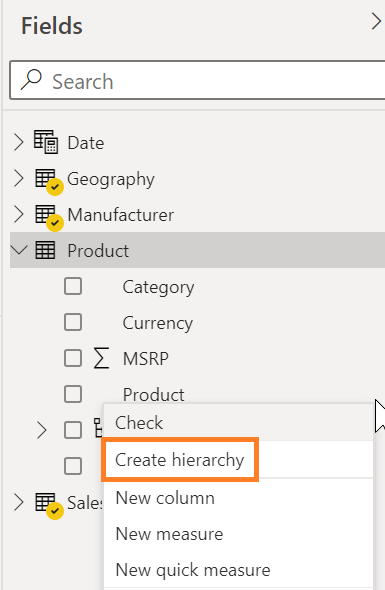 Fields
Search
Date
Geography
Manufacturer
Product
Category
Currency
MSRP
Product
Check
Create hierarchy
New column
New measure
New quick measure